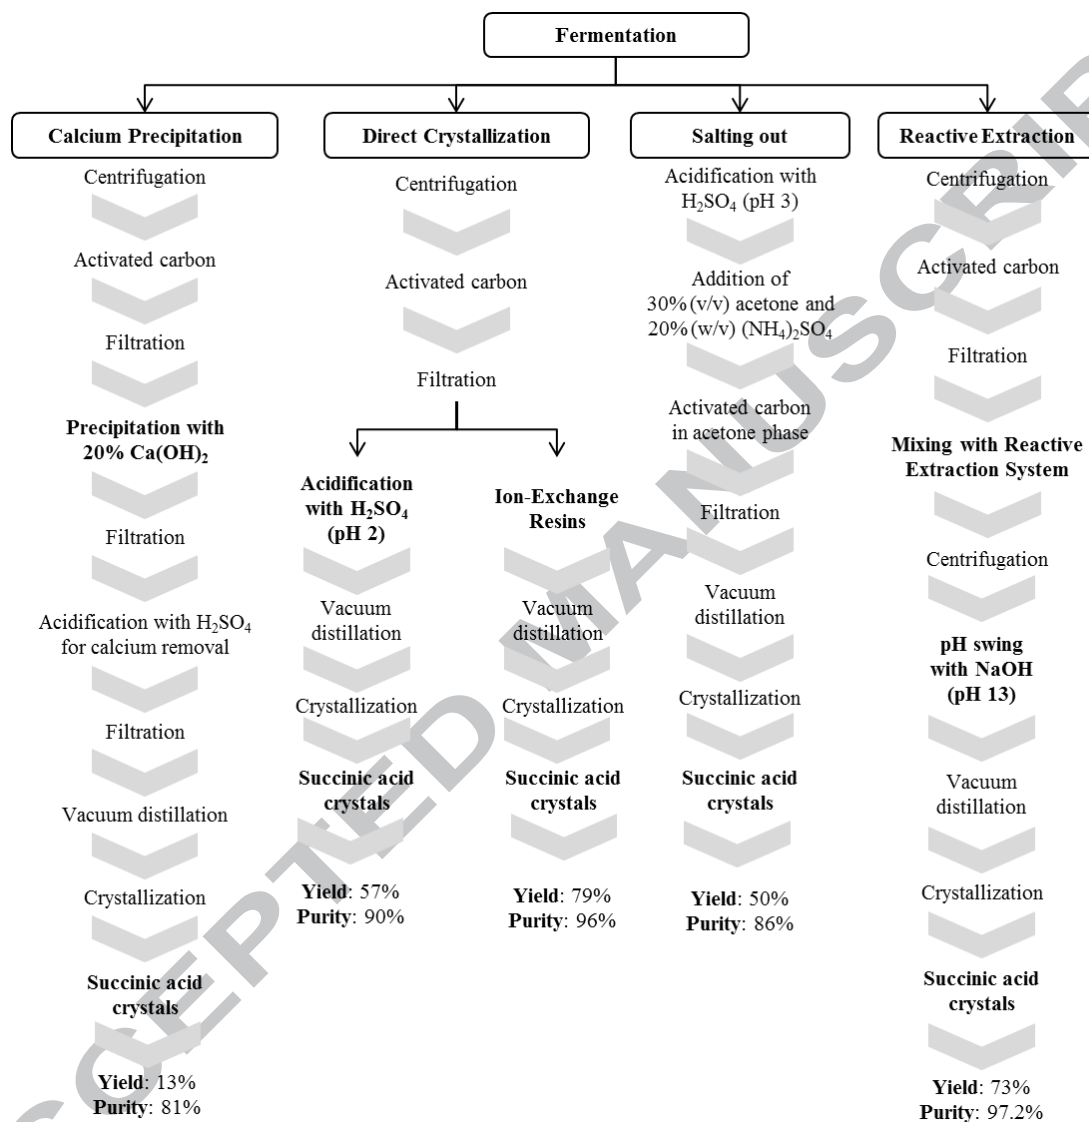 Fermentation
Calcium Precipitation
Centrifugation
Activated carbon
Filtration
Precipitation with
20% Ca(OH)₂
Filtration
Acidification with H₂SO₄
for calcium removal
Filtration
Vacuum distillation
Crystallization
Succinic acid
crystals
Yield: 13%
Purity: 81%
Direct Crystallization
Centrifugation
Activated carbon
Filtration
Acidification
with H₂SO₄
(pH 2)
Vacuum
distillation
Crystallization
Succinic acid
crystals
Yield: 57%
Purity: 90%
Ion-Exchange
Resins
Vacuum
distillation
Crystallization
Succinic acid
crystals
Yield: 79%
Purity: 96%
Salting out
Acidification with
H₂SO₄ (pH 3)
Addition of
30% (v/v) acetone and
20% (w/v) (NH₄)₂SO₄
Activated carbon
in acetone phase
Filtration
Vacuum
distillation
Crystallization
Succinic acid
crystals
Yield: 50%
Purity: 86%
Reactive Extraction
Centrifugation
Activated carbon
Filtration
Mixing with Reactive
Extraction System
Centrifugation
pH swing
with NaOH
(pH 13)
Vacuum
distillation
Crystallization
Succinic acid
crystals
Yield: 73%
Purity: 97.2%
SCEPTED MANUSCRIP